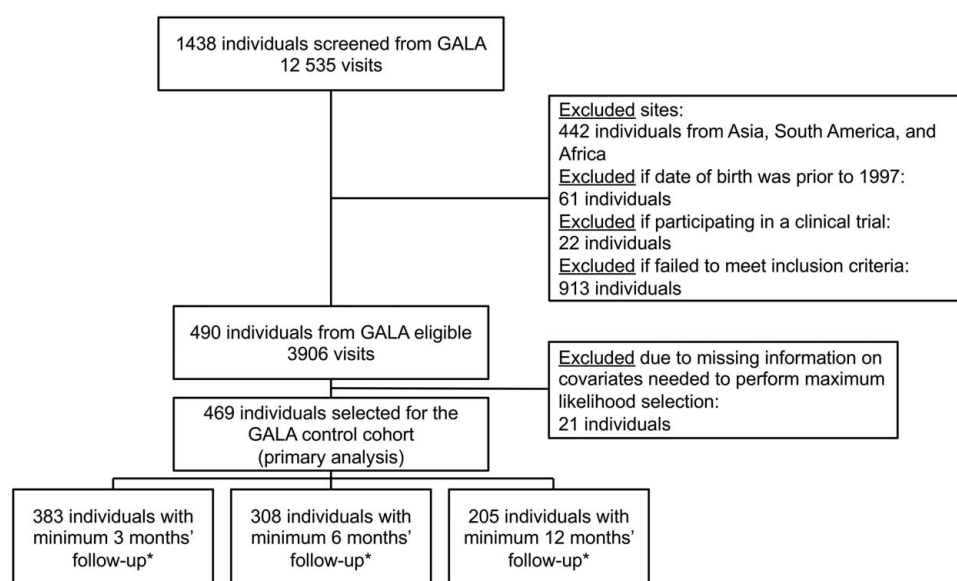 1438 individuals screened from GALA
12 535 visits
Excluded sites:
442 individuals from Asia, South America, and
Africa
Excluded if date of birth was prior to 1997:
61 individuals
Excluded if participating in a clinical trial:
22 individuals
Excluded if failed to meet inclusion criteria:
913 individuals
490 individuals from GALA eligible
3906 visits
Excluded due to missing information on
covariates needed to perform maximum
likelihood selection:
21 individuals
469 individuals selected for the
GALA control cohort
(primary analysis)
383 individuals with
minimum 3 months’
follow-up*
308 individuals with
minimum 6 months’
follow-up*
205 individuals with
minimum 12 months’
follow-up*